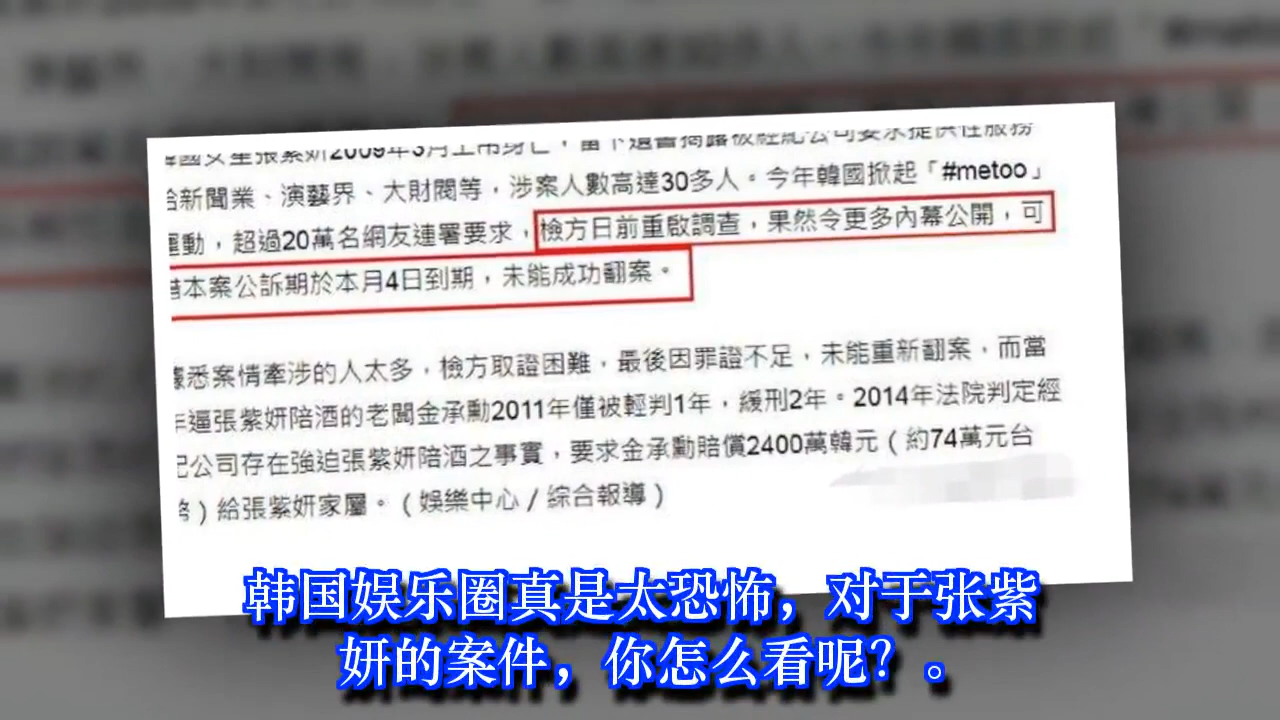 韓國女星張紫妍2009年3月上吊身亡，留下遺書揭露被經紀公司要求提供性服務
給新聞業、演藝界、大財閥等，涉案人數高達30多人。今年韓國掀起「#metoo」
運動，超過20萬名網友連署要求，檢方日前重啟調查，果然令更多內幕公開，可
惜本案公訴期於本月4日到期，未能成功翻案。
據悉案情牽涉的人太多，檢方取證困難，最後因罪證不足，未能重新翻案，而當
年逼張紫妍陪酒的老闆金承勳2011年僅被輕判1年，緩刑2年。2014年法院判定經
紀公司存在強迫張紫妍陪酒之事實，要求金承勳賠償2400萬韓元（約74萬元台
幣）給張紫妍家屬。（娛樂中心／綜合報導）
韩国娱乐圈真是太恐怖，对于张紫
妍的案件，你怎么看呢？。